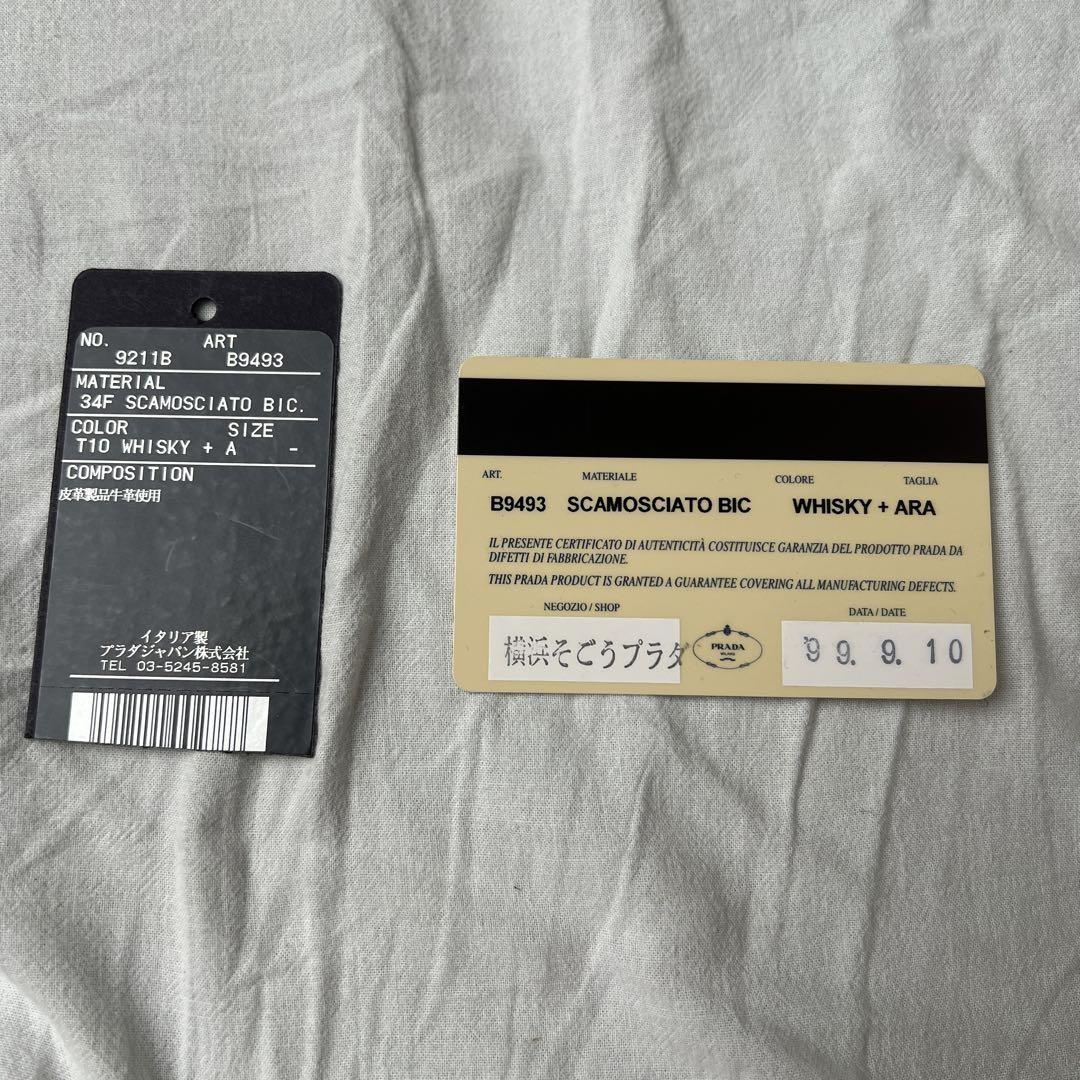 NO. ART
9211B B9493
MATERIAL
34F SCAMOSCIATO BIC.
COLOR SIZE
T10 WHISKY + A -
COMPOSITION
皮革製品牛革使用
イタリア製
プラダジャパン株式会社
TEL 03-5245-8581
ART. MATERIALE COLORE TAGLIA
B9493 SCAMOSCIATO BIC WHISKY + ARA
IL PRESENTE CERTIFICATO DI AUTENTICITÀ COSTITUISCE GARANZIA DEL PRODOTTO PRADA DA
DIFETTI DI FABBRICAZIONE.
THIS PRADA PRODUCT IS GRANTED A GUARANTEE COVERING ALL MANUFACTURING DEFECTS.
NEGOZIO / SHOP DATA / DATE
横浜そごうプラダ PRADA 99. 9. 10
MILANO